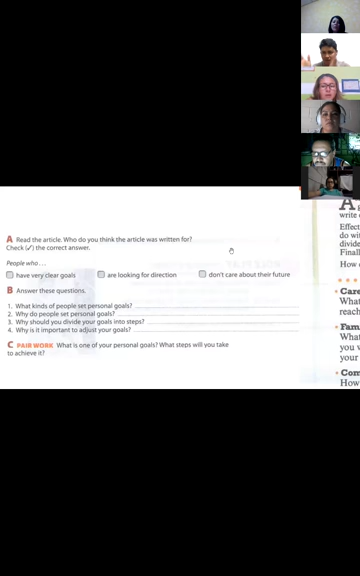 A Read the article. Who do you think the article was written for?
Check (✓) the correct answer.
People who . . .
have very clear goals
are looking for direction
don't care about their future
B Answer these questions.
1. What kinds of people set personal goals?
2. Why do people set personal goals?
3. Why should you divide your goals into steps?
4. Why is it important to adjust your goals?
C PAIR WORK What is one of your personal goals? What steps will you take
to achieve it?
A
write
Effect
do wit
divide
Finall
How
• Care
What
reach
• Fam
What
you
your
• Com
How